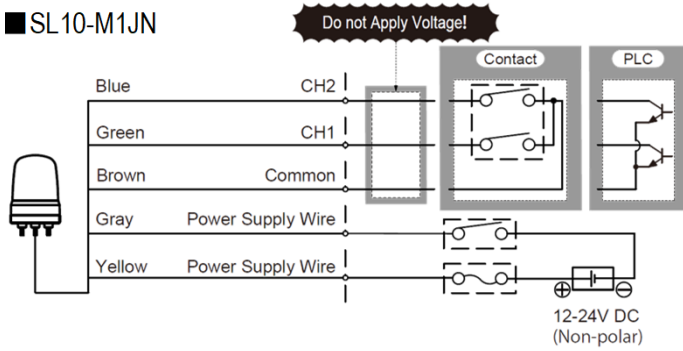 ■ SL10-M1JN
Do not Apply Voltage!
Contact
PLC
Blue CH2
Green CH1
Brown Common
Gray Power Supply Wire
Yellow Power Supply Wire
12-24V DC
(Non-polar)